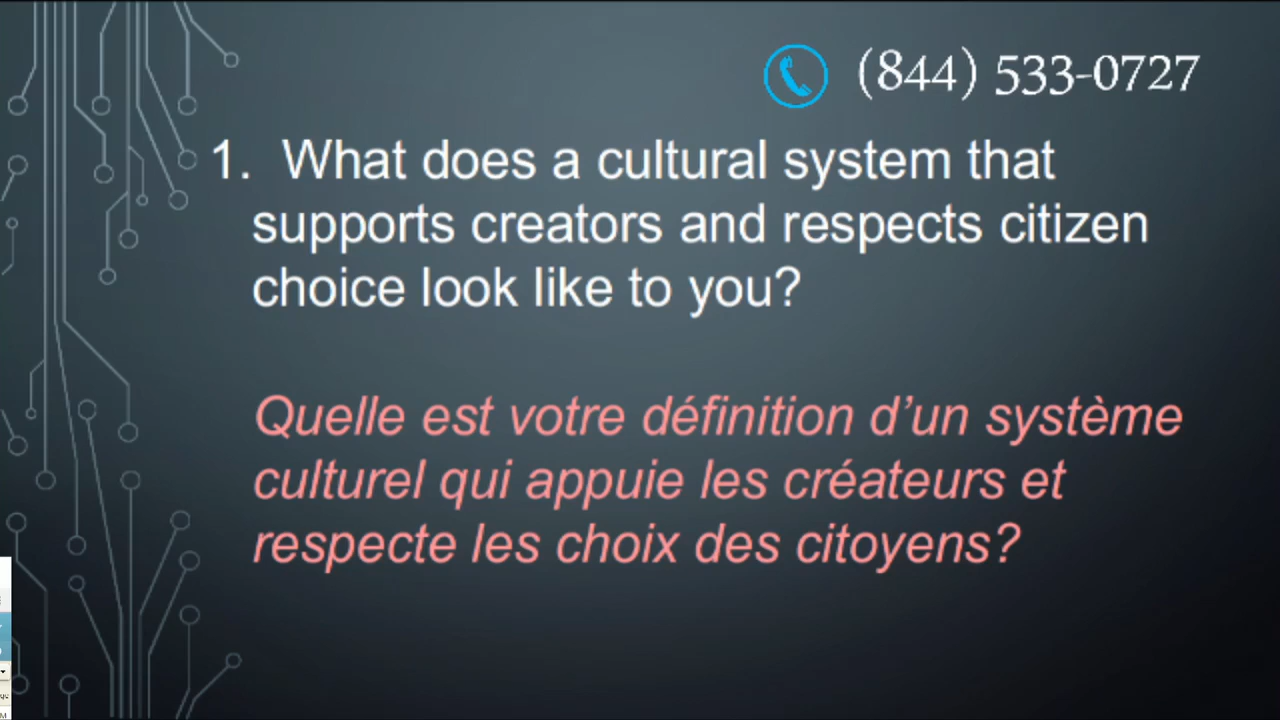 (844) 533-0727
1. What does a cultural system that
supports creators and respects citizen
choice look like to you?
Quelle est votre définition d’un système
culturel qui appuie les créateurs et
respecte les choix des citoyens?